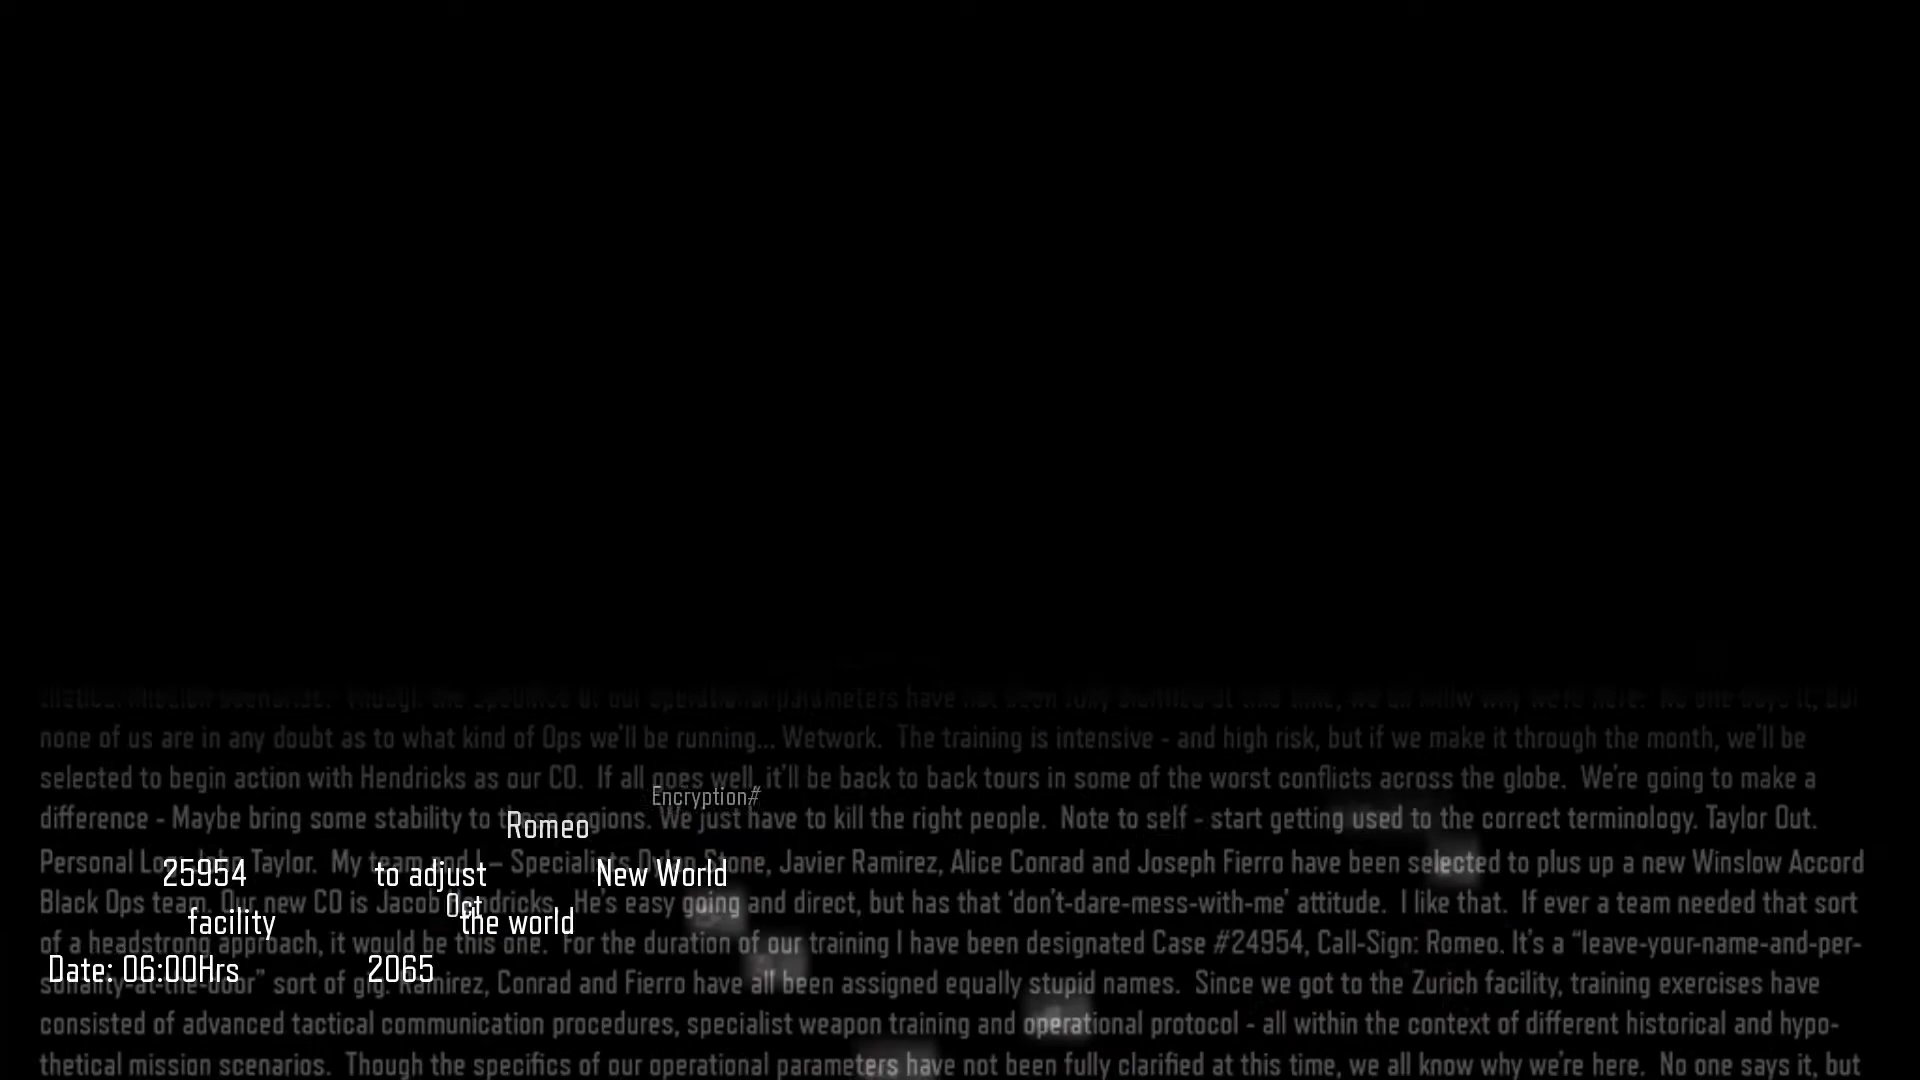 parameters have
none of us are in any doubt as to what kind of Ops we'll be running... Wetwork. The training is intensive - and high risk, but if we make it through the month, we'll be
selected to begin action with Hendricks as our CO. If all goes well, it'll be back to back tours in some of the worst conflicts across the globe. We're going to make a
Encryption#
difference - Maybe bring some stability to these regions. We just have to kill the right people. Note to self - start getting used to the correct terminology. Taylor Out.
Romeo
Personal Log Taylor. My team and I – Specialists Dylan Stone, Javier Ramirez, Alice Conrad and Joseph Fierro have been selected to plus up a new Winslow Accord
25954 to adjust New World
Black Ops team. Our new CO is Jacob Hendricks. He's easy going and direct, but has that ‘don't-dare-mess-with-me’ attitude. I like that. If ever a team needed that sort
Oct
facility the world
of a headstrong approach, it would be this one. For the duration of our training I have been designated Case #24954, Call-Sign: Romeo. It's a “leave-your-name-and-per-
Date: 06:00Hrs 2065
sonality-at-the-door” sort of gig. Ramirez, Conrad and Fierro have all been assigned equally stupid names. Since we got to the Zurich facility, training exercises have
consisted of advanced tactical communication procedures, specialist weapon training and operational protocol - all within the context of different historical and hypo-
thetical mission scenarios. Though the specifics of our operational parameters have not been fully clarified at this time, we all know why we're here. No one says it, but